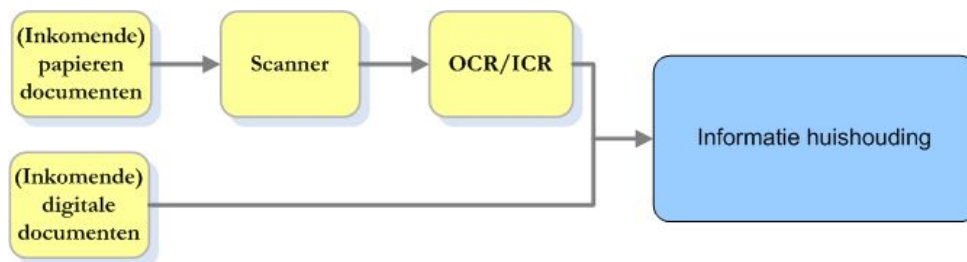 (Inkomende)
papieren
documenten
Scanner
OCR/ICR
Informatie huishouding
(Inkomende)
digitale
documenten